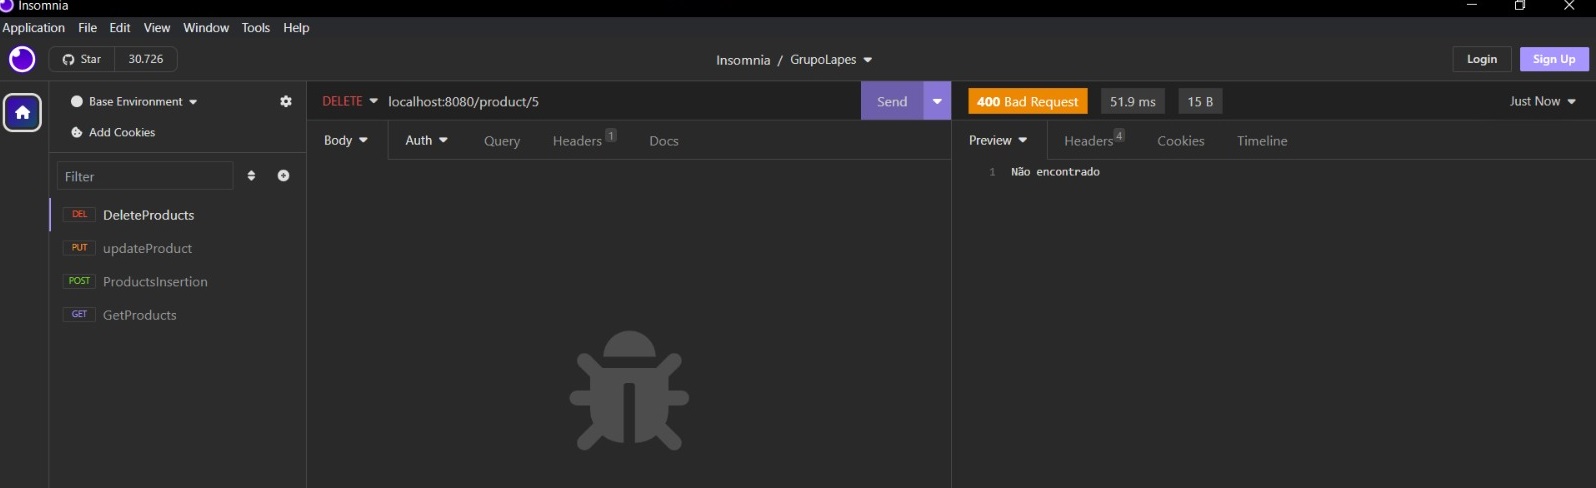 Insomnia
Application File Edit View Window Tools Help
Star 30.726
Insomnia / GrupoLapes
Login Sign Up
Base Environment
DELETE localhost:8080/product/5 Send
400 Bad Request 51.9 ms 15 B Just Now
Add Cookies
Body Auth Query Headers 1 Docs
Preview Headers 4 Cookies Timeline
Filter
1 Não encontrado
DEL DeleteProducts
PUT updateProduct
POST ProductsInsertion
GET GetProducts